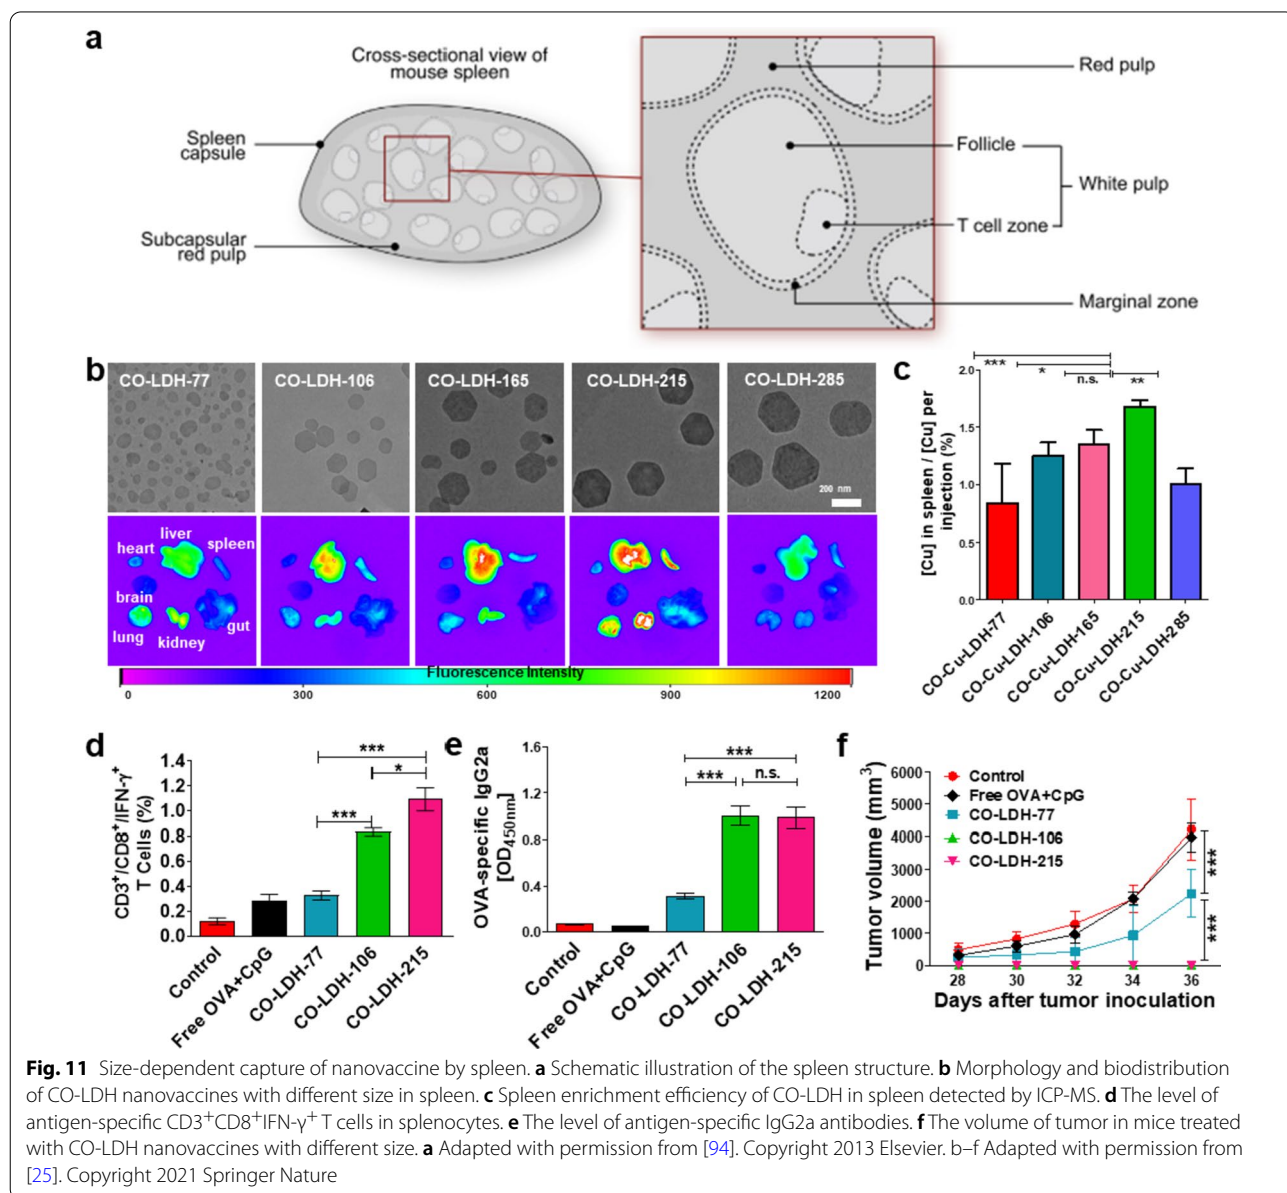 a
Cross-sectional view of
mouse spleen
Spleen
capsule
Subcapsular
red pulp
Red pulp
Follicle
White pulp
T cell zone
Marginal zone
b
CO-LDH-77
CO-LDH-106
CO-LDH-165
CO-LDH-215
CO-LDH-285
200 nm
liver
heart
spleen
brain
lung
kidney
gut
Fluorescence Intensity
0 300 600 900 1200
c
[Cu] in spleen / [Cu] per
injection (%)
2.0
1.5
1.0
0.5
0.0
***
*
n.s.
**
CO-Cu-LDH-77
CO-Cu-LDH-106
CO-Cu-LDH-165
CO-Cu-LDH-215
CO-Cu-LDH-285
d
CD3+/CD8+/IFN-γ+
T Cells (%)
1.4
1.2
1.0
0.8
0.6
0.4
0.2
0.0
***
*
***
Control
Free OVA+CpG
CO-LDH-77
CO-LDH-106
CO-LDH-215
e
OVA-specific IgG2a
[OD450nm]
1.6
1.2
0.8
0.4
0.0
***
***
n.s.
Control
Free OVA+CpG
CO-LDH-77
CO-LDH-106
CO-LDH-215
f
Tumor volume (mm3)
6000
5000
4000
3000
2000
1000
0
Control
Free OVA+CpG
CO-LDH-77
CO-LDH-106
CO-LDH-215
***
***
28 30 32 34 36
Days after tumor inoculation
Fig. 11 Size-dependent capture of nanovaccine by spleen. a Schematic illustration of the spleen structure. b Morphology and biodistribution
of CO-LDH nanovaccines with different size in spleen. c Spleen enrichment efficiency of CO-LDH in spleen detected by ICP-MS. d The level of
antigen-specific CD3+CD8+IFN-γ+ T cells in splenocytes. e The level of antigen-specific IgG2a antibodies. f The volume of tumor in mice treated
with CO-LDH nanovaccines with different size. a Adapted with permission from [94]. Copyright 2013 Elsevier. b–f Adapted with permission from
[25]. Copyright 2021 Springer Nature